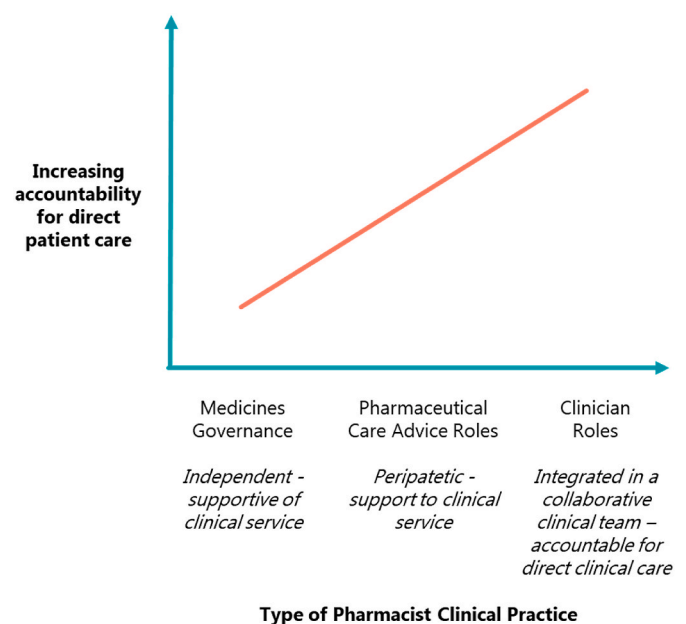 Increasing
accountability
for direct
patient care
Medicines
Governance
Independent -
supportive of
clinical service
Pharmaceutical
Care Advice Roles
Peripatetic -
support to clinical
service
Clinician
Roles
Integrated in a
collaborative
clinical team –
accountable for
direct clinical care
Type of Pharmacist Clinical Practice